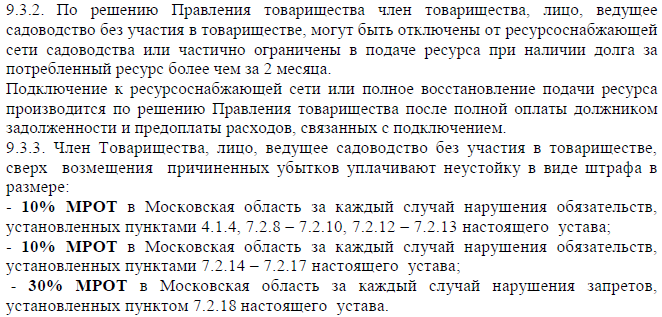 9.3.2. По решению Правления товарищества член товарищества, лицо, ведущее
садоводство без участия в товариществе, могут быть отключены от ресурсоснабжающей
сети садоводства или частично ограничены в подаче ресурса при наличии долга за
потребленный ресурс более чем за 2 месяца.
Подключение к ресурсоснабжающей сети или полное восстановление подачи ресурса
производится по решению Правления товарищества после полной оплаты должником
задолженности и предоплаты расходов, связанных с подключением.
9.3.3. Член Товарищества, лицо, ведущее садоводство без участия в товариществе,
сверх возмещения причиненных убытков уплачивают неустойку в виде штрафа в
размере:
- 10% МРОТ в Московская область за каждый случай нарушения обязательств,
установленных пунктами 4.1.4, 7.2.8 – 7.2.10, 7.2.12 – 7.2.13 настоящего устава;
- 10% МРОТ в Московская область за каждый случай нарушения обязательств,
установленных пунктами 7.2.14 – 7.2.17 настоящего устава;
- 30% МРОТ в Московская область за каждый случай нарушения запретов,
установленных пунктом 7.2.18 настоящего устава.